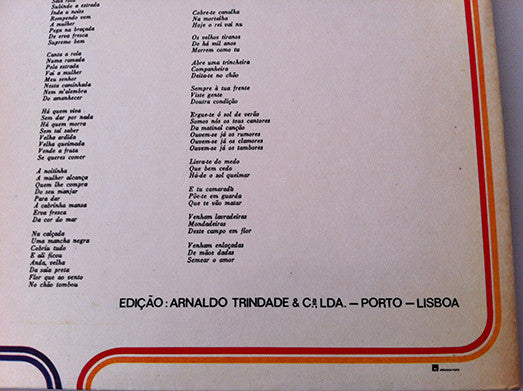 Subindo a estrada
Inda a noite
Rompendo vem
A mulher
Pega na braçada
De erva fresca
Supremo bem
Canta a rola
Numa ramada
Pela estrada
Vai a mulher
Meu senhor
Nesta caminhada
Nem m'alembra
Do amanhecer
Há quem viva
Sem dar por nada
Há quem morra
Sem tal saber
Velha ardida
Velha queimada
Vende a fruta
Se queres comer
À noitinha
A mulher alcança
Quem lhe compra
Do seu manjar
Para dar
À cabrinha mansa
Erva fresca
Da cor do mar
Na calçada
Uma mancha negra
Cobriu tudo
E ali ficou
Anda, velha
Da saia preta
Flor que ao vento
No chão tombou
Cobre-te canalha
Na mortalha
Hoje o rei vai nu
Os velhos tiranos
De há mil anos
Morrem como tu
Abre uma trincheira
Companheira
Deita-te no chão
Sempre à tua frente
Viste gente
Doutra condição
Ergue-te ó sol de verão
Somos nós os teus cantores
Da matinal canção
Ouvem-se já os rumores
Ouvem-se já os clamores
Ouvem-se já os tambores
Livra-te do medo
Que bem cedo
Há-de o sol queimar
E tu camarada
Põe-te em guarda
Que te vão matar
Venham lavradeiras
Mondadeiras
Deste campo em flor
Venham enlaçadas
De mãos dadas
Semear o amor
EDIÇÃO: ARNALDO TRINDADE & Cª LDA. — PORTO — LISBOA